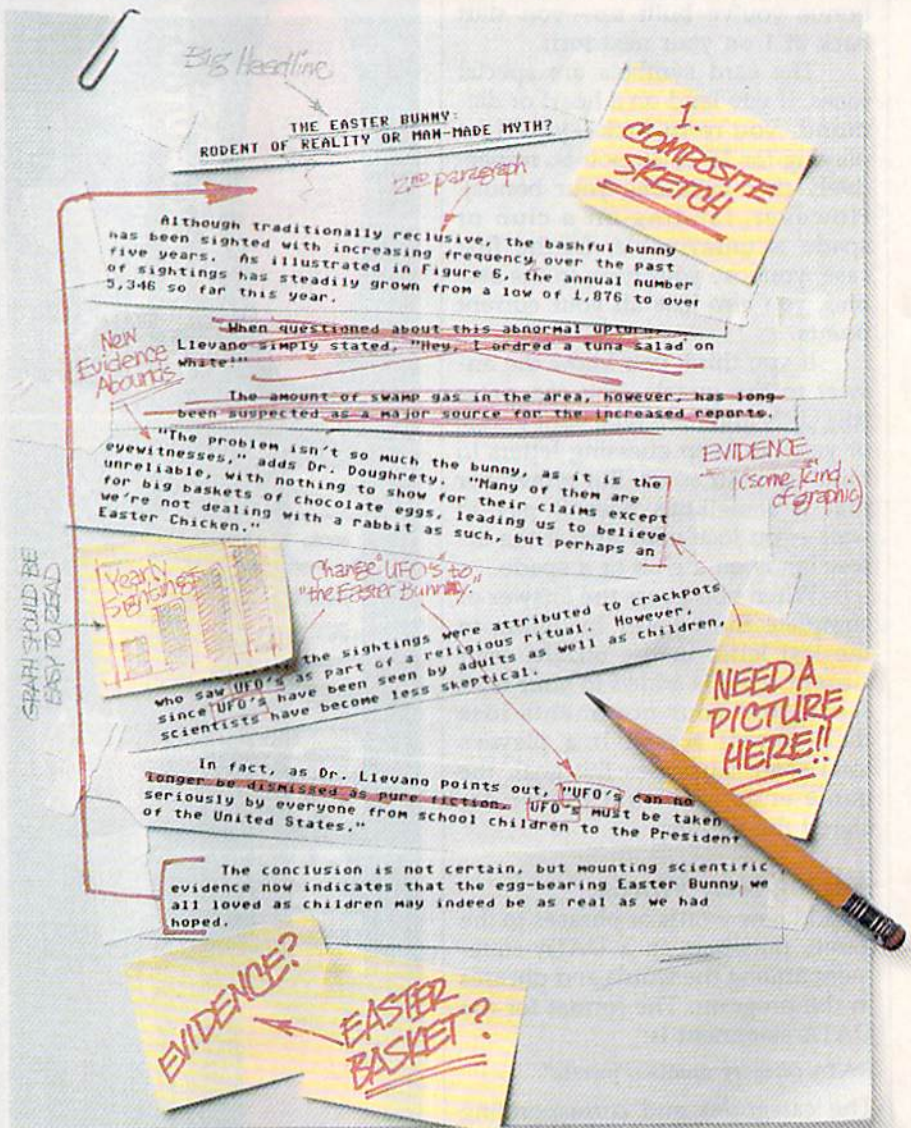 Big Headline
THE EASTER BUNNY:
RODENT OF REALITY OR MAN-MADE MYTH?
1.
COMPOSITE
SKETCH
2ND paragraph
Although traditionally reclusive, the bashful bunny
has been sighted with increasing frequency over the past
five years. As illustrated in Figure 6, the annual number
of sightings has steadily grown from a low of 1,876 to over
5,346 so far this year.
When questioned about this abnormal upturn,
Llevano simply stated, "Hey, I ordred a tuna salad on
white!"
The amount of swamp gas in the area, however, has long
been suspected as a major source for the increased reports.
New
Evidence
Abounds
"The problem isn't so much the bunny, as it is the
eyewitnesses," adds Dr. Doughrety. "Many of them are
unreliable, with nothing to show for their claims except
for big baskets of chocolate eggs, leading us to believe
we're not dealing with a rabbit as such, but perhaps an
Easter Chicken."
EVIDENCE
(some kind
of graphic)
GRAPH SHOULD BE
EASY TO READ
Yearly
Sightings
Change "UFO's" to
"the Easter Bunny."
the sightings were attributed to crackpots
who saw UFO's as part of a religious ritual. However,
since UFO's have been seen by adults as well as children,
scientists have become less skeptical.
NEED A
PICTURE
HERE!!
In fact, as Dr. Llevano points out, "UFO's can no
longer be dismissed as pure fiction. UFO's must be taken
seriously by everyone from school children to the President
of the United States."
The conclusion is not certain, but mounting scientific
evidence now indicates that the egg-bearing Easter Bunny we
all loved as children may indeed be as real as we had
hoped.
EVIDENCE?
EASTER
BASKET?